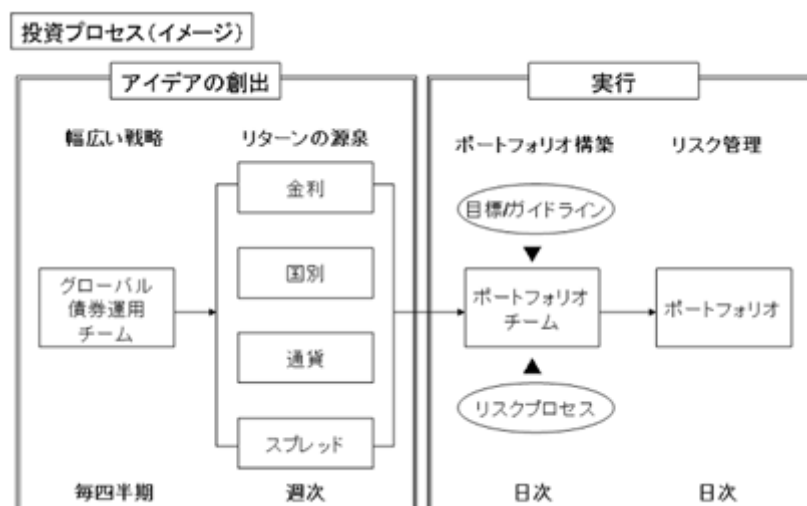 投資プロセス(イメージ)
アイデアの創出
実行
幅広い戦略
リターンの源泉
ポートフォリオ構築
リスク管理
金利
目標/ガイドライン
国別
グローバル
債券運用
チーム
ポートフォリオ
チーム
ポートフォリオ
通貨
リスクプロセス
スプレッド
毎四半期
週次
日次
日次